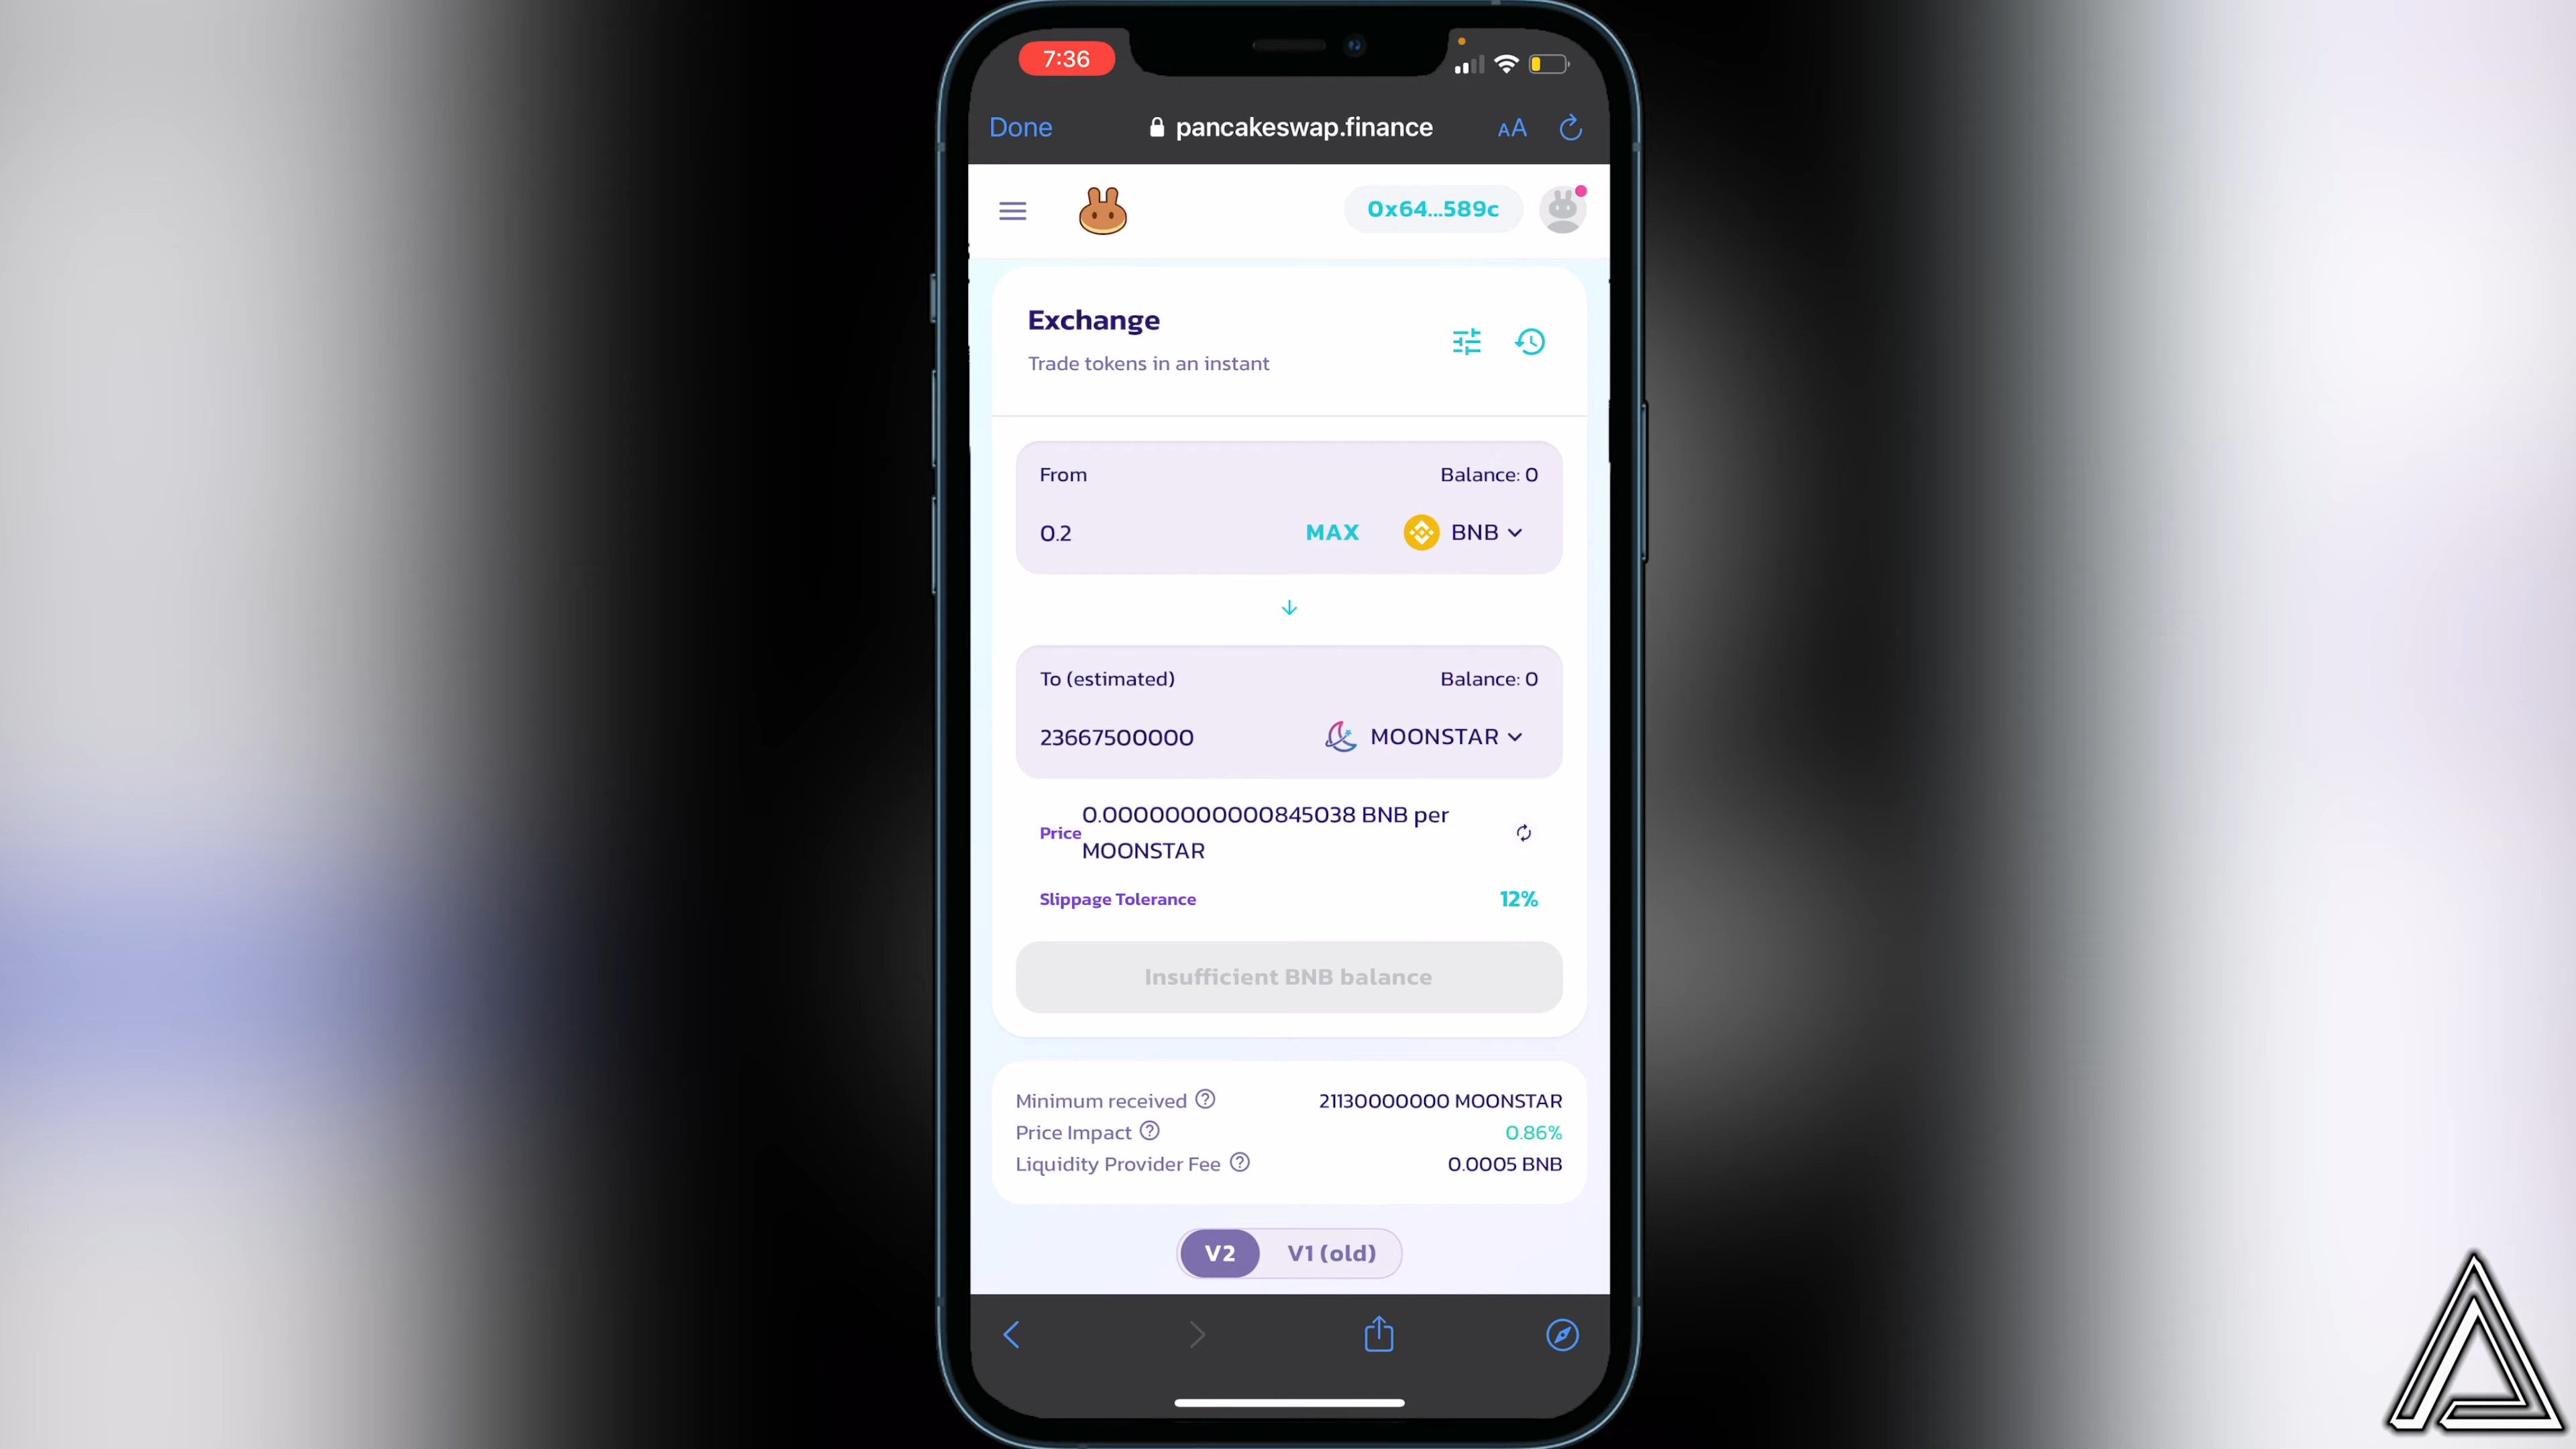 7:36
Done
pancakeswap.finance
AA
0x64...589c
Exchange
Trade tokens in an instant
From
Balance: 0
0.2
MAX
BNB
To (estimated)
Balance: 0
23667500000
MOONSTAR
Price
0.00000000000845038 BNB per
MOONSTAR
Slippage Tolerance
12%
Insufficient BNB balance
Minimum received
21130000000 MOONSTAR
Price Impact
0.86%
Liquidity Provider Fee
0.0005 BNB
V2
V1 (old)